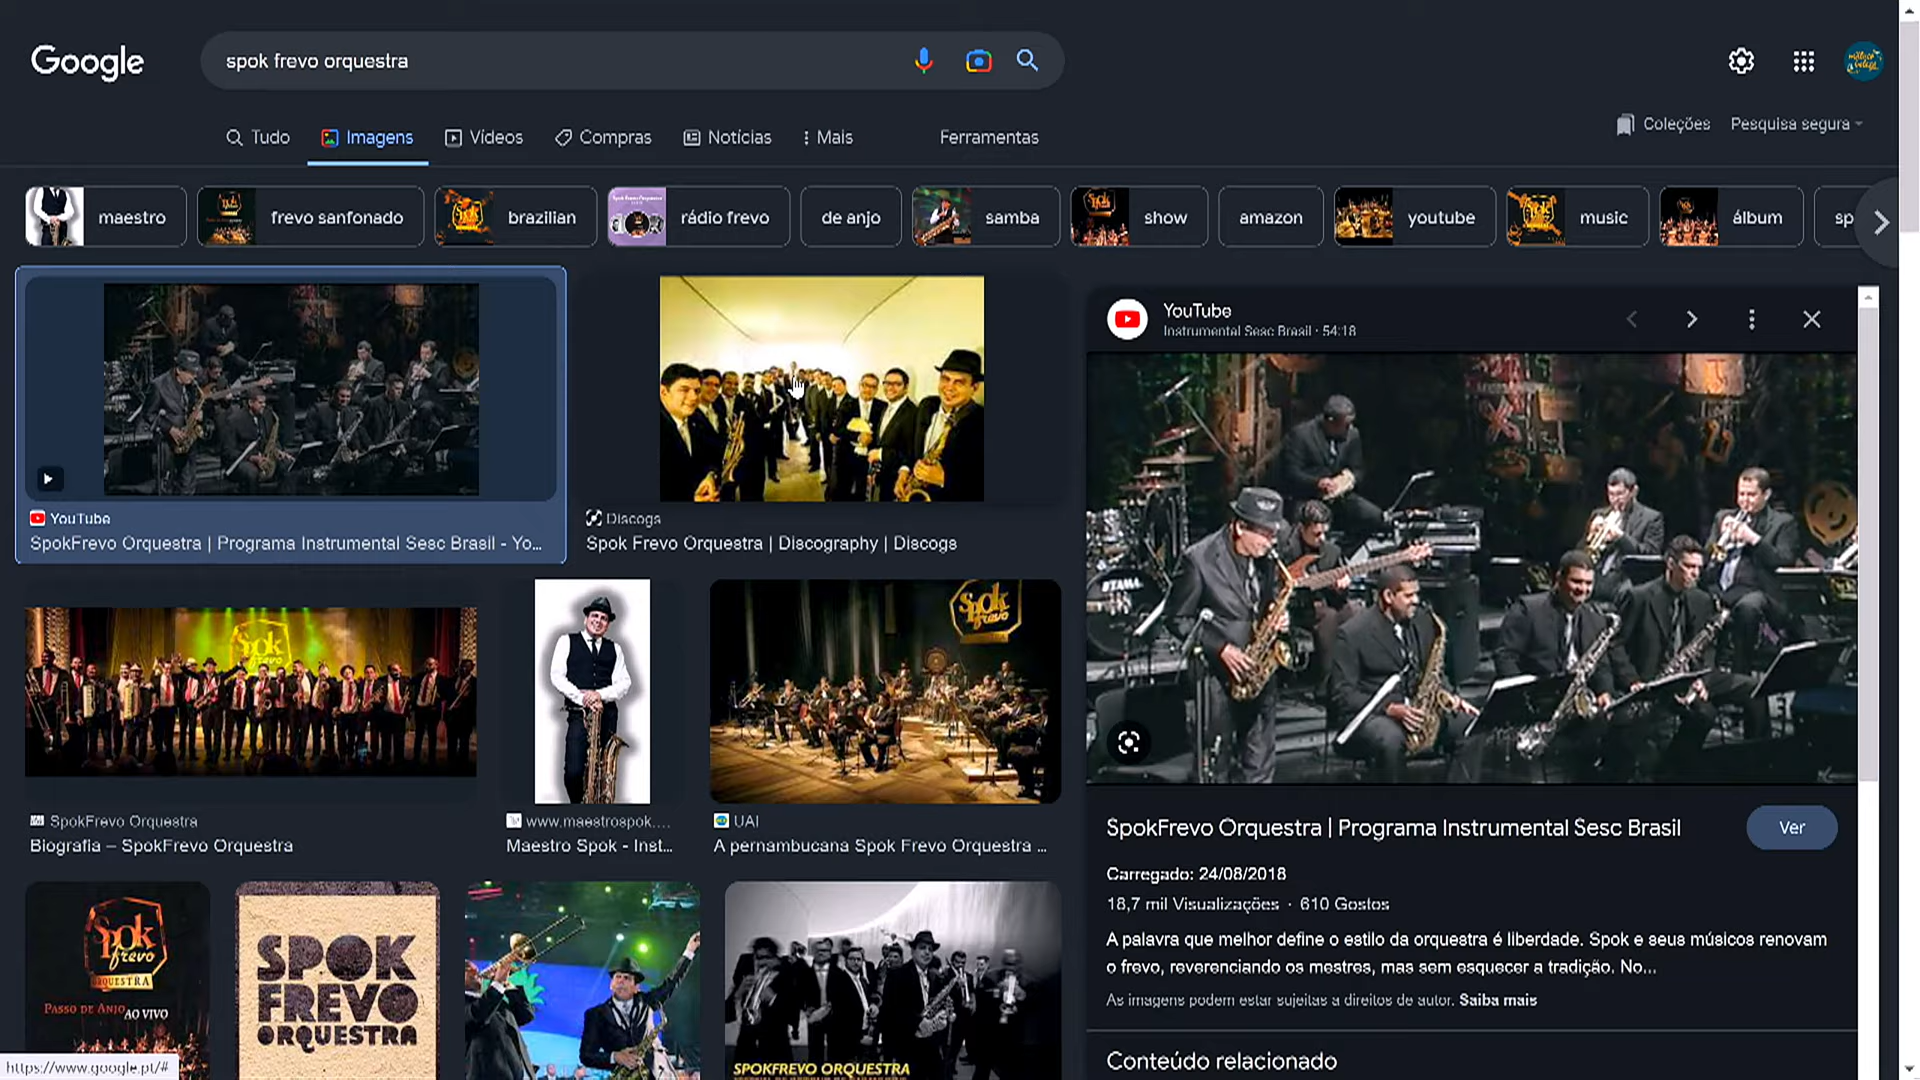 Google
spok frevo orquestra
Tudo
Imagens
Vídeos
Compras
Notícias
Mais
Ferramentas
Coleções
Pesquisa segura
maestro
frevo sanfonado
brazilian
rádio frevo
de anjo
samba
show
amazon
youtube
music
álbum
sp
YouTube
SpokFrevo Orquestra | Programa Instrumental Sesc Brasil - Yo...
Discogs
Spok Frevo Orquestra | Discography | Discogs
YouTube
Instrumental Sesc Brasil · 54:18
TAMA
Spok
frevo
Spok
frevo
SpokFrevo Orquestra
Biografia – SpokFrevo Orquestra
www.maestrospok....
Maestro Spok - Inst...
UAI
A pernambucana Spok Frevo Orquestra ...
SpokFrevo Orquestra | Programa Instrumental Sesc Brasil
Ver
Carregado: 24/08/2018
18,7 mil Visualizações · 610 Gostos
A palavra que melhor define o estilo da orquestra é liberdade. Spok e seus músicos renovam
o frevo, reverenciando os mestres, mas sem esquecer a tradição. No...
As imagens podem estar sujeitas a direitos de autor. Saiba mais
Conteúdo relacionado
Spok
frevo
ORQUESTRA
PASSO DE ANJO AO VIVO
SPOK
FREVO
ORQUESTRA
SPOKFREVO ORQUESTRA
https://www.google.pt/#